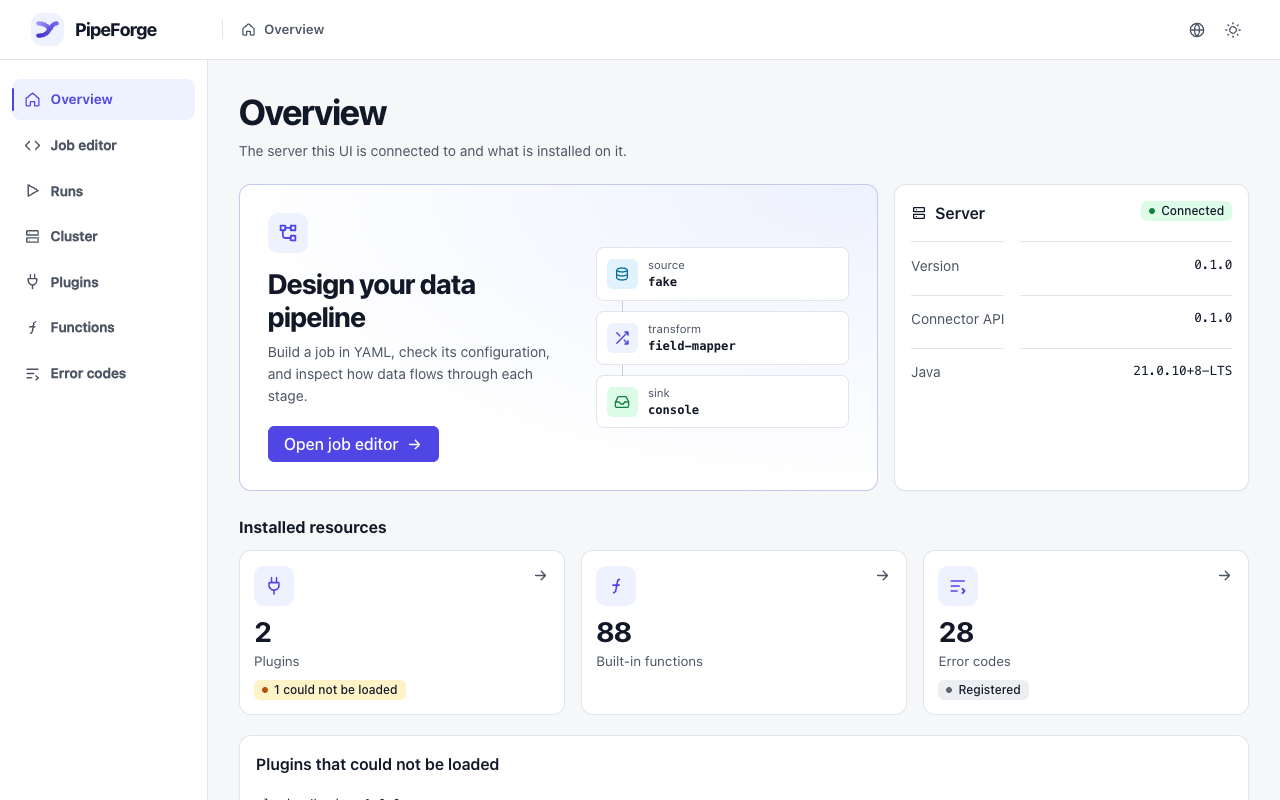 PipeForge
Overview
Overview
Job editor
Runs
Cluster
Plugins
Functions
Error codes
Overview
The server this UI is connected to and what is installed on it.
Design your data
pipeline
Build a job in YAML, check its configuration,
and inspect how data flows through each
stage.
Open job editor
source
fake
transform
field-mapper
sink
console
Server
Connected
Version 0.1.0
Connector API 0.1.0
Java 21.0.10+8-LTS
Installed resources
2
Plugins
1 could not be loaded
88
Built-in functions
28
Error codes
Registered
Plugins that could not be loaded